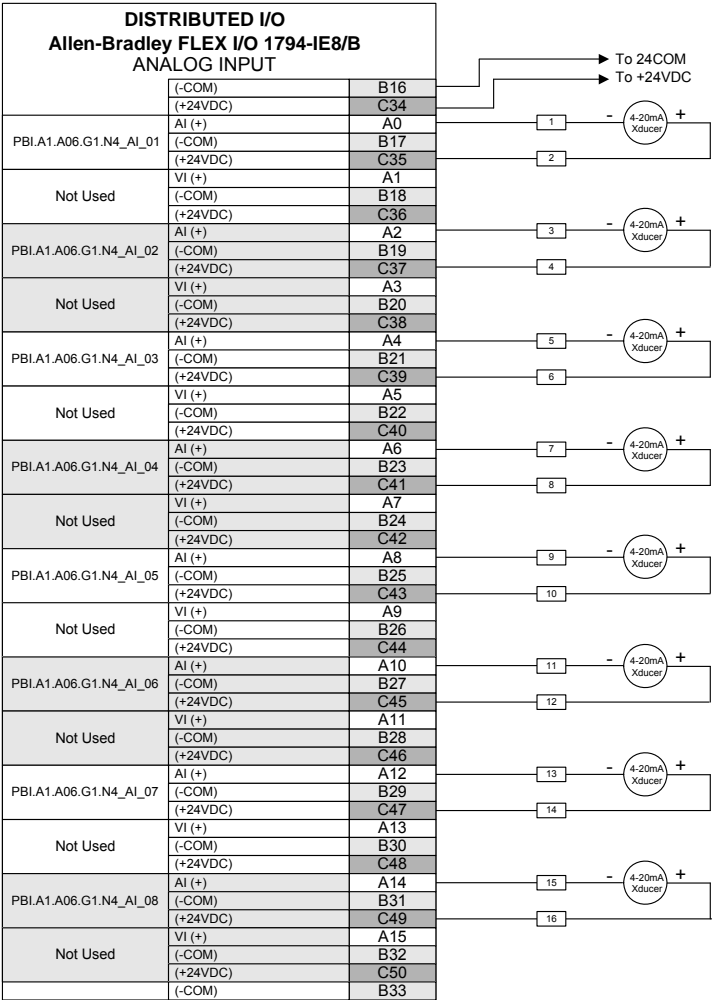 DISTRIBUTED I/O
Allen-Bradley FLEX I/O 1794-IE8/B
ANALOG INPUT
To 24COM
(-COM) B16
To +24VDC
(+24VDC) C34
PBI.A1.A06.G1.N4_AI_01
AI (+) A0 1 - 4-20mA Xducer +
(-COM) B17
(+24VDC) C35 2
Not Used
VI (+) A1
(-COM) B18
(+24VDC) C36
PBI.A1.A06.G1.N4_AI_02
AI (+) A2 3 - 4-20mA Xducer +
(-COM) B19
(+24VDC) C37 4
Not Used
VI (+) A3
(-COM) B20
(+24VDC) C38
PBI.A1.A06.G1.N4_AI_03
AI (+) A4 5 - 4-20mA Xducer +
(-COM) B21
(+24VDC) C39 6
Not Used
VI (+) A5
(-COM) B22
(+24VDC) C40
PBI.A1.A06.G1.N4_AI_04
AI (+) A6 7 - 4-20mA Xducer +
(-COM) B23
(+24VDC) C41 8
Not Used
VI (+) A7
(-COM) B24
(+24VDC) C42
PBI.A1.A06.G1.N4_AI_05
AI (+) A8 9 - 4-20mA Xducer +
(-COM) B25
(+24VDC) C43 10
Not Used
VI (+) A9
(-COM) B26
(+24VDC) C44
PBI.A1.A06.G1.N4_AI_06
AI (+) A10 11 - 4-20mA Xducer +
(-COM) B27
(+24VDC) C45 12
Not Used
VI (+) A11
(-COM) B28
(+24VDC) C46
PBI.A1.A06.G1.N4_AI_07
AI (+) A12 13 - 4-20mA Xducer +
(-COM) B29
(+24VDC) C47 14
Not Used
VI (+) A13
(-COM) B30
(+24VDC) C48
PBI.A1.A06.G1.N4_AI_08
AI (+) A14 15 - 4-20mA Xducer +
(-COM) B31
(+24VDC) C49 16
Not Used
VI (+) A15
(-COM) B32
(+24VDC) C50
(-COM) B33